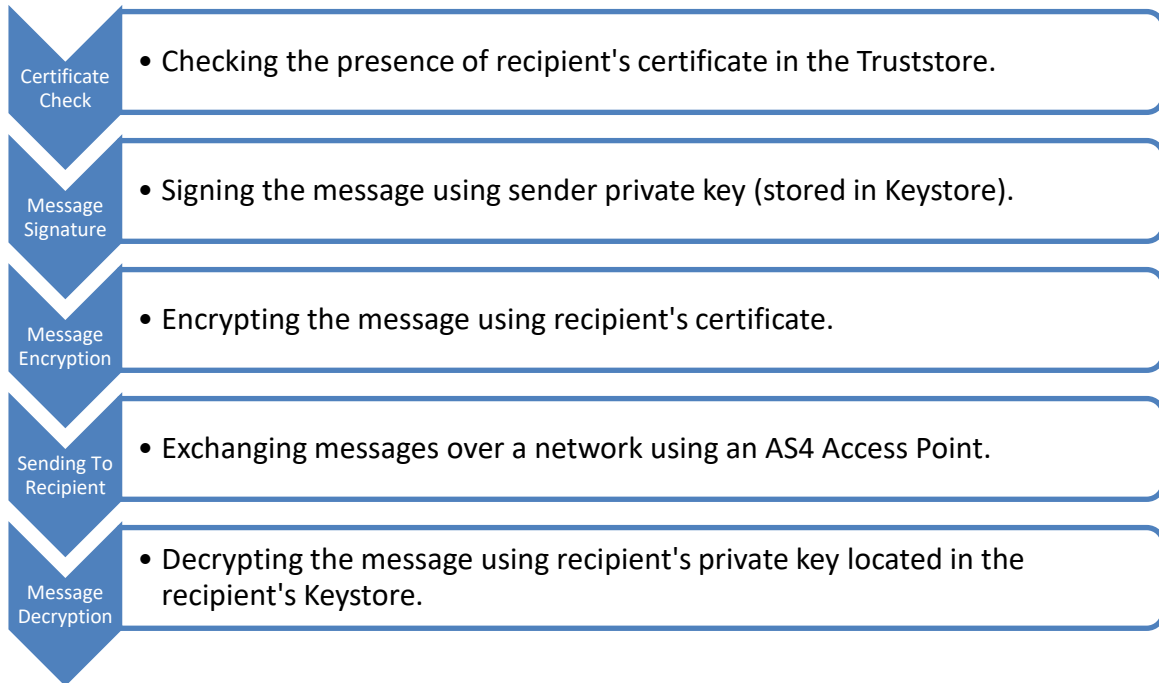 Certificate
Check
• Checking the presence of recipient's certificate in the Truststore.
Message
Signature
• Signing the message using sender private key (stored in Keystore).
Message
Encryption
• Encrypting the message using recipient's certificate.
Sending To
Recipient
• Exchanging messages over a network using an AS4 Access Point.
Message
Decryption
• Decrypting the message using recipient's private key located in the
recipient's Keystore.